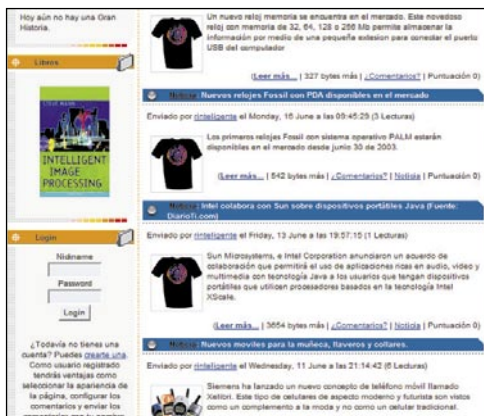 Hoy aún no hay una Gran
Historia.
Libros
STEVE MANN
INTELLIGENT
IMAGE
PROCESSING
Login
Nickname
Password
Login
¿Todavía no tienes una
cuenta? Puedes crearte una.
Como usuario registrado
tendrás ventajas como
seleccionar la apariencia de
la página, configurar los
comentarios y enviar los
comentarios con tu nombre
Un nuevo reloj memoria se encuentra en el mercado. Este novedoso
reloj con memoria de 32, 64, 128 o 256 Mb permite almacenar la
información por medio de una pequeña extesion para conectar el puerto
USB del computador
(Leer más... | 327 bytes más | ¿Comentarios? | Puntuación 0)
Noticia: Nuevos relojes Fossil con PDA disponibles en el mercado
Enviado por rinteligente el Monday, 16 June a las 09:45:29 (3 Lecturas)
Los primeros relojes Fossil con sistema operativo PALM estarán
disponibles en el mercado desde junio 30 de 2003.
(Leer más... | 542 bytes más | ¿Comentarios? | Noticia | Puntuación 0)
Noticia: Intel colabora con Sun sobre dispositivos portátiles Java (Fuente:
DiarioTi.com)
Enviado por rinteligente el Friday, 13 June a las 19:57:15 (1 Lecturas)
Sun Microsystems, e Intel Corporation anunciaron un acuerdo de
colaboración que permitirá el uso de aplicaciones ricas en audio, video y
multimedia con tecnología Java a los usuarios que tengan dispositivos
portátiles que utilicen procesadores basados en la tecnología Intel
XScale.
(Leer más... | 3654 bytes más | ¿Comentarios? | Noticia | Puntuación 0)
Noticia: Nuevos moviles para la muñeca, llaveros y collares.
Enviado por rinteligente el Wednesday, 11 June a las 21:14:42 (6 Lecturas)
Siemens ha lanzado un nuevo concepto de teléfono móvil llamado
Xelibri. Este tipo de celulares de aspecto moderno y futurista son vistos
como un complemento a la moda y no como un celular tradicional.